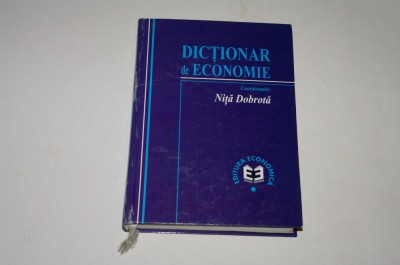 DICȚIONAR
de ECONOMIE
Coordonator
Niță Dobrotă
EDITURA ECONOMICĂ